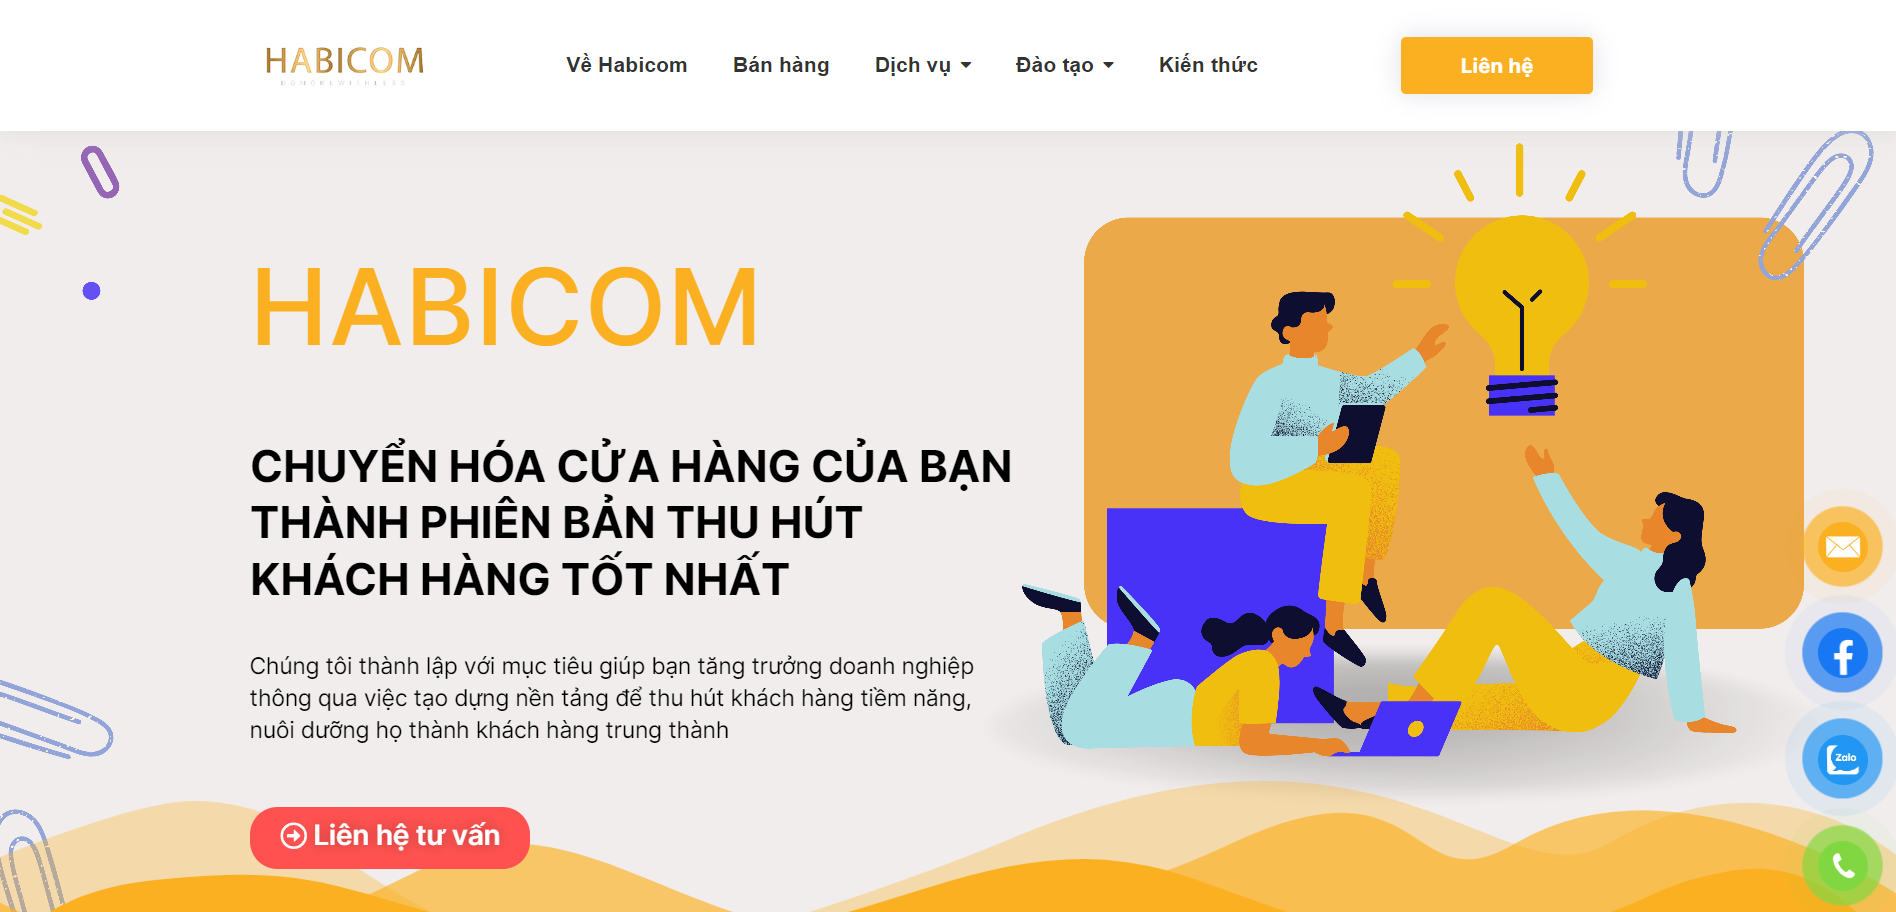 HABICOM
Về Habicom
Bán hàng
Dịch vụ
Đào tạo
Kiến thức
Liên hệ
HABICOM
CHUYỂN HÓA CỬA HÀNG CỦA BẠN
THÀNH PHIÊN BẢN THU HÚT
KHÁCH HÀNG TỐT NHẤT
Chúng tôi thành lập với mục tiêu giúp bạn tăng trưởng doanh nghiệp
thông qua việc tạo dựng nền tảng để thu hút khách hàng tiềm năng,
nuôi dưỡng họ thành khách hàng trung thành
Liên hệ tư vấn
Zalo